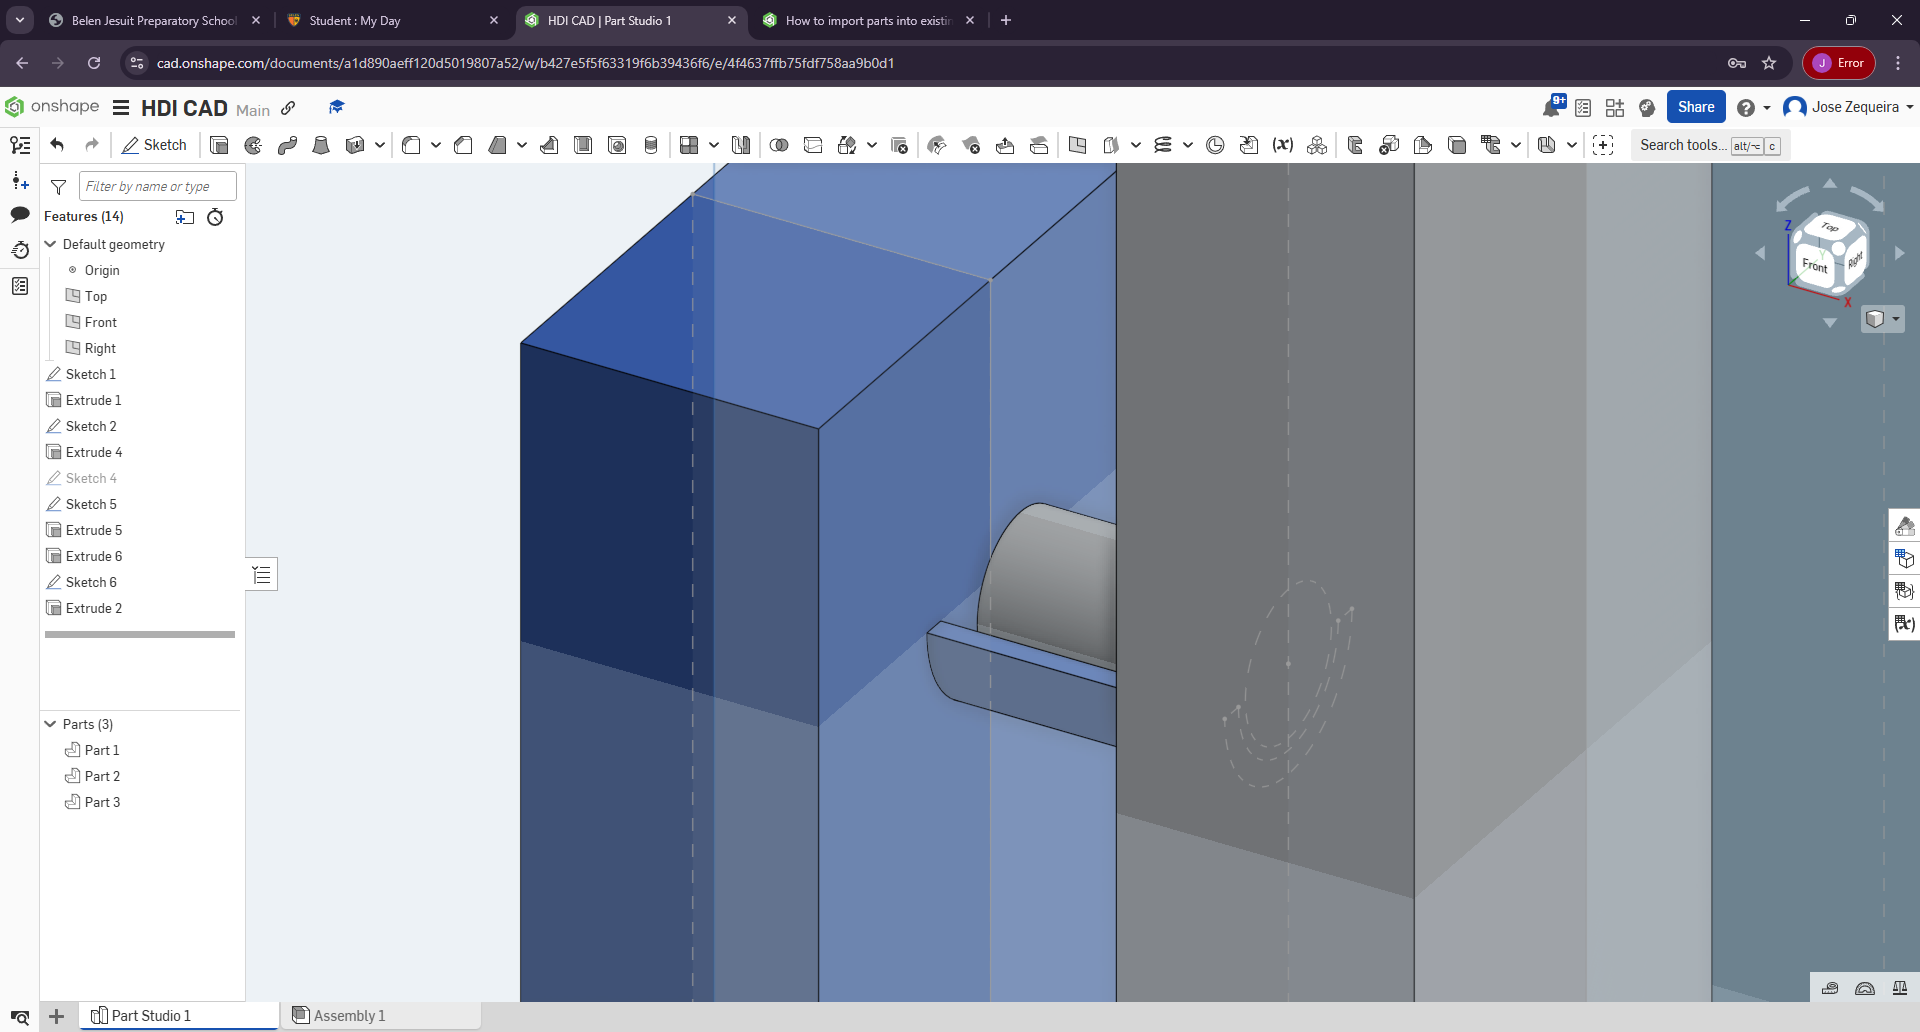 Belen Jesuit Preparatory School
Student : My Day
HDI CAD | Part Studio 1
How to import parts into existin
cad.onshape.com/documents/a1d890aeff120d5019807a52/w/b427e5f5f63319f6b39436f6/e/4f4637ffb75fdf758aa9b0d1
J Error
onshape
HDI CAD Main
9+
Share
Jose Zequeira
Sketch
(x)
Search tools... alt/⌥ c
Filter by name or type
Features (14)
Default geometry
Origin
Top
Front
Right
Sketch 1
Extrude 1
Sketch 2
Extrude 4
Sketch 4
Sketch 5
Extrude 5
Extrude 6
Sketch 6
Extrude 2
Parts (3)
Part 1
Part 2
Part 3
Z
Top
Front
Right
Y
X
(x)
Part Studio 1
Assembly 1